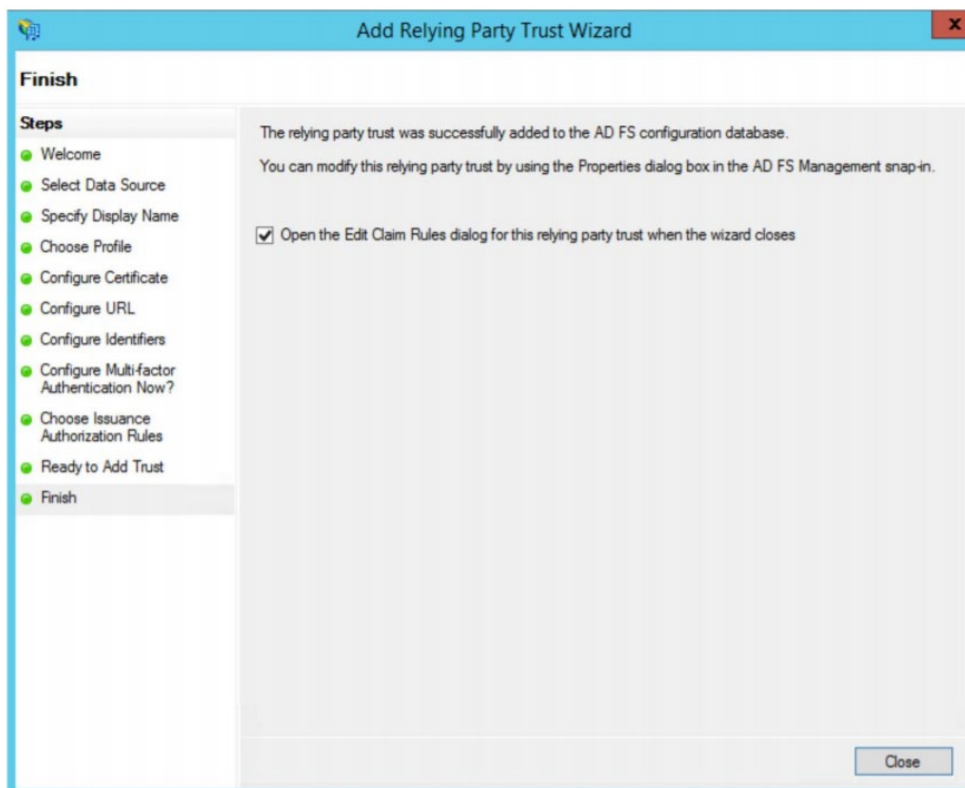 Add Relying Party Trust Wizard
X
Finish
Steps
Welcome
Select Data Source
Specify Display Name
Choose Profile
Configure Certificate
Configure URL
Configure Identifiers
Configure Multi-factor
Authentication Now?
Choose Issuance
Authorization Rules
Ready to Add Trust
Finish
The relying party trust was successfully added to the AD FS configuration database.
You can modify this relying party trust by using the Properties dialog box in the AD FS Management snap-in.
Open the Edit Claim Rules dialog for this relying party trust when the wizard closes
Close